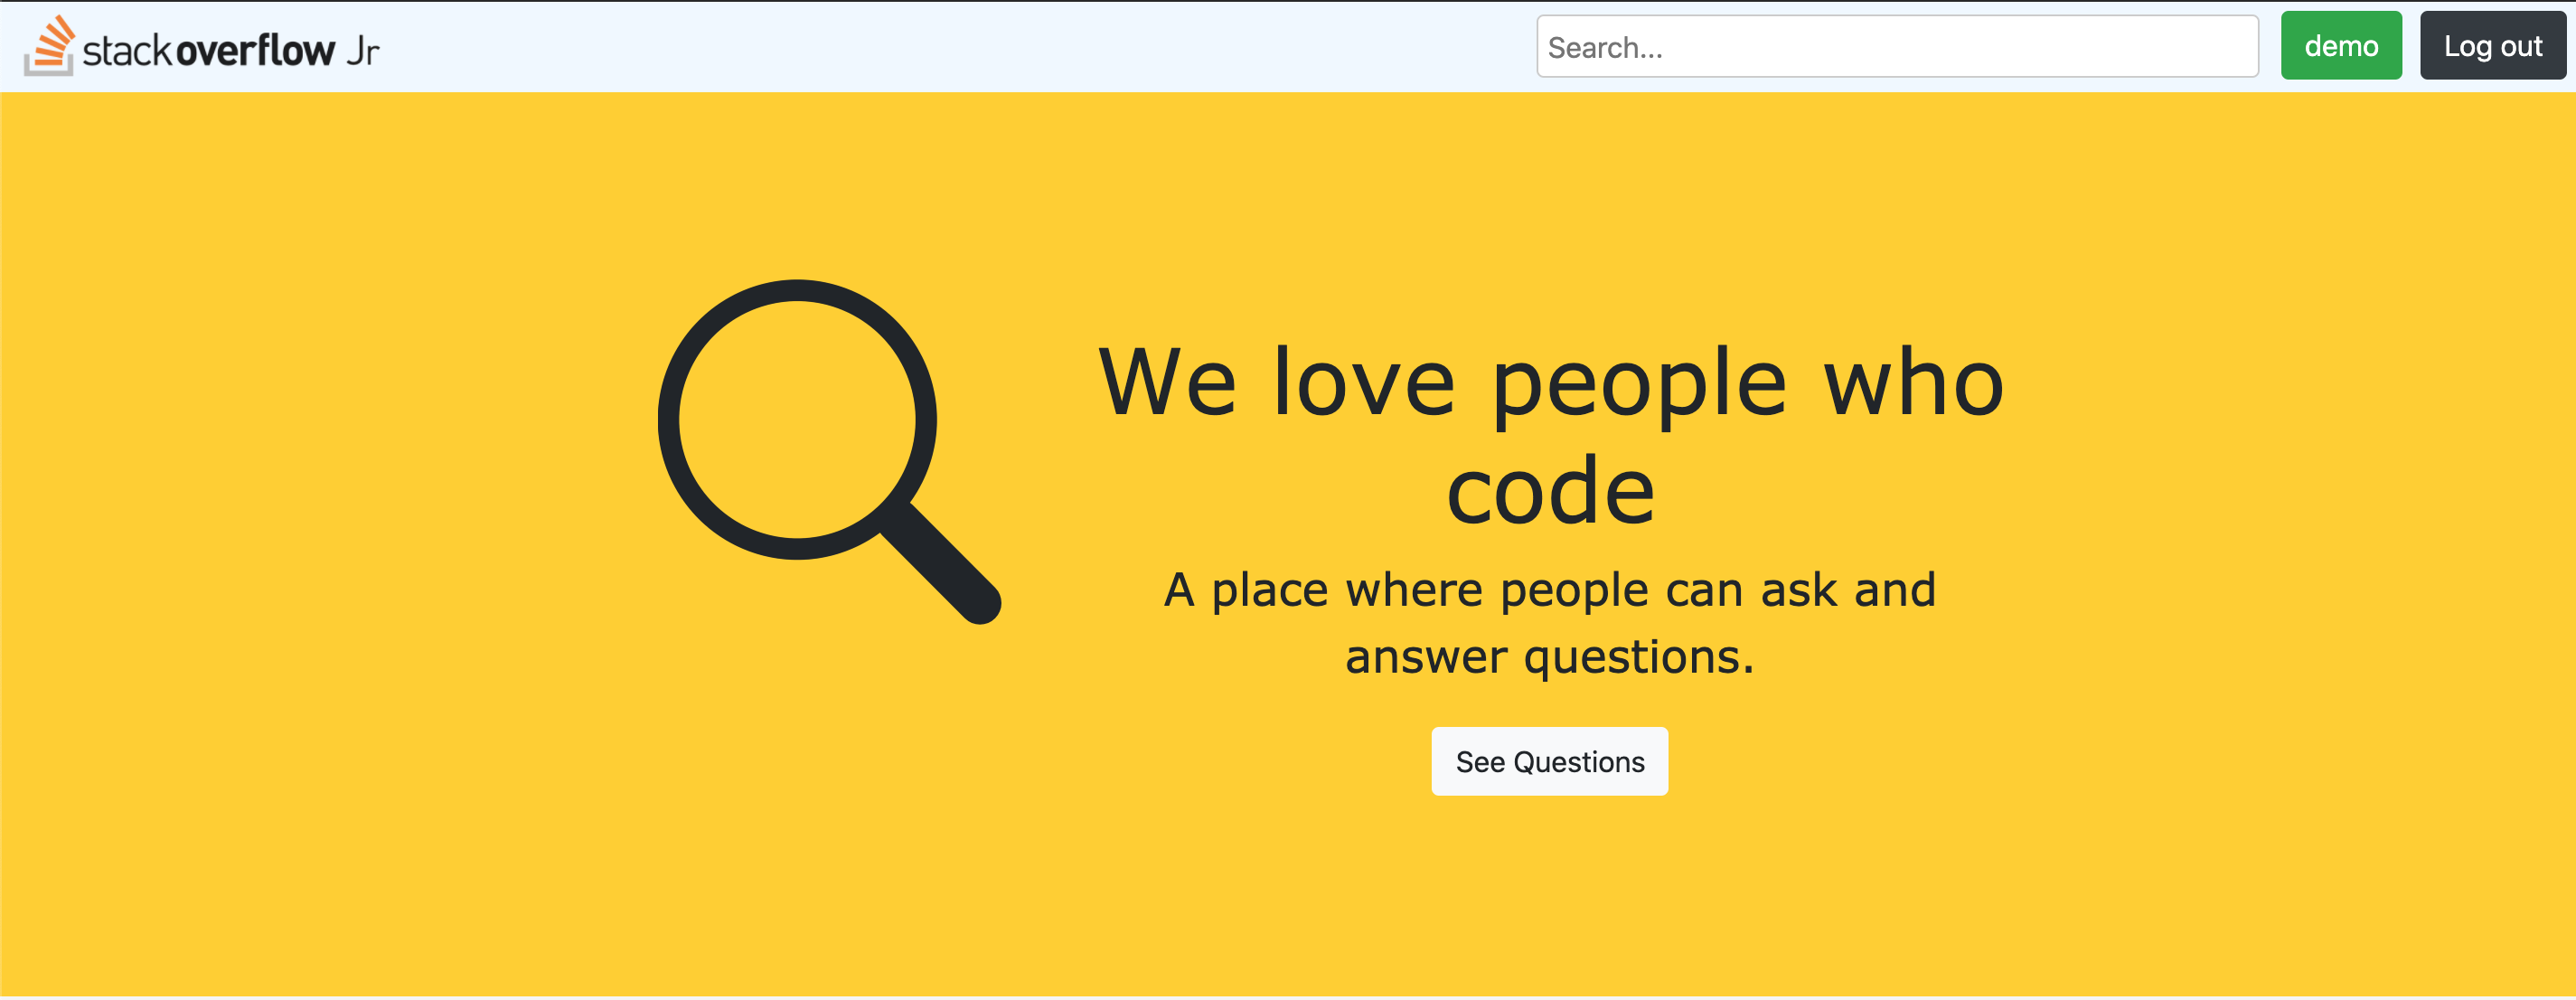 stackoverflow Jr
Search...
demo
Log out
We love people who
code
A place where people can ask and
answer questions.
See Questions